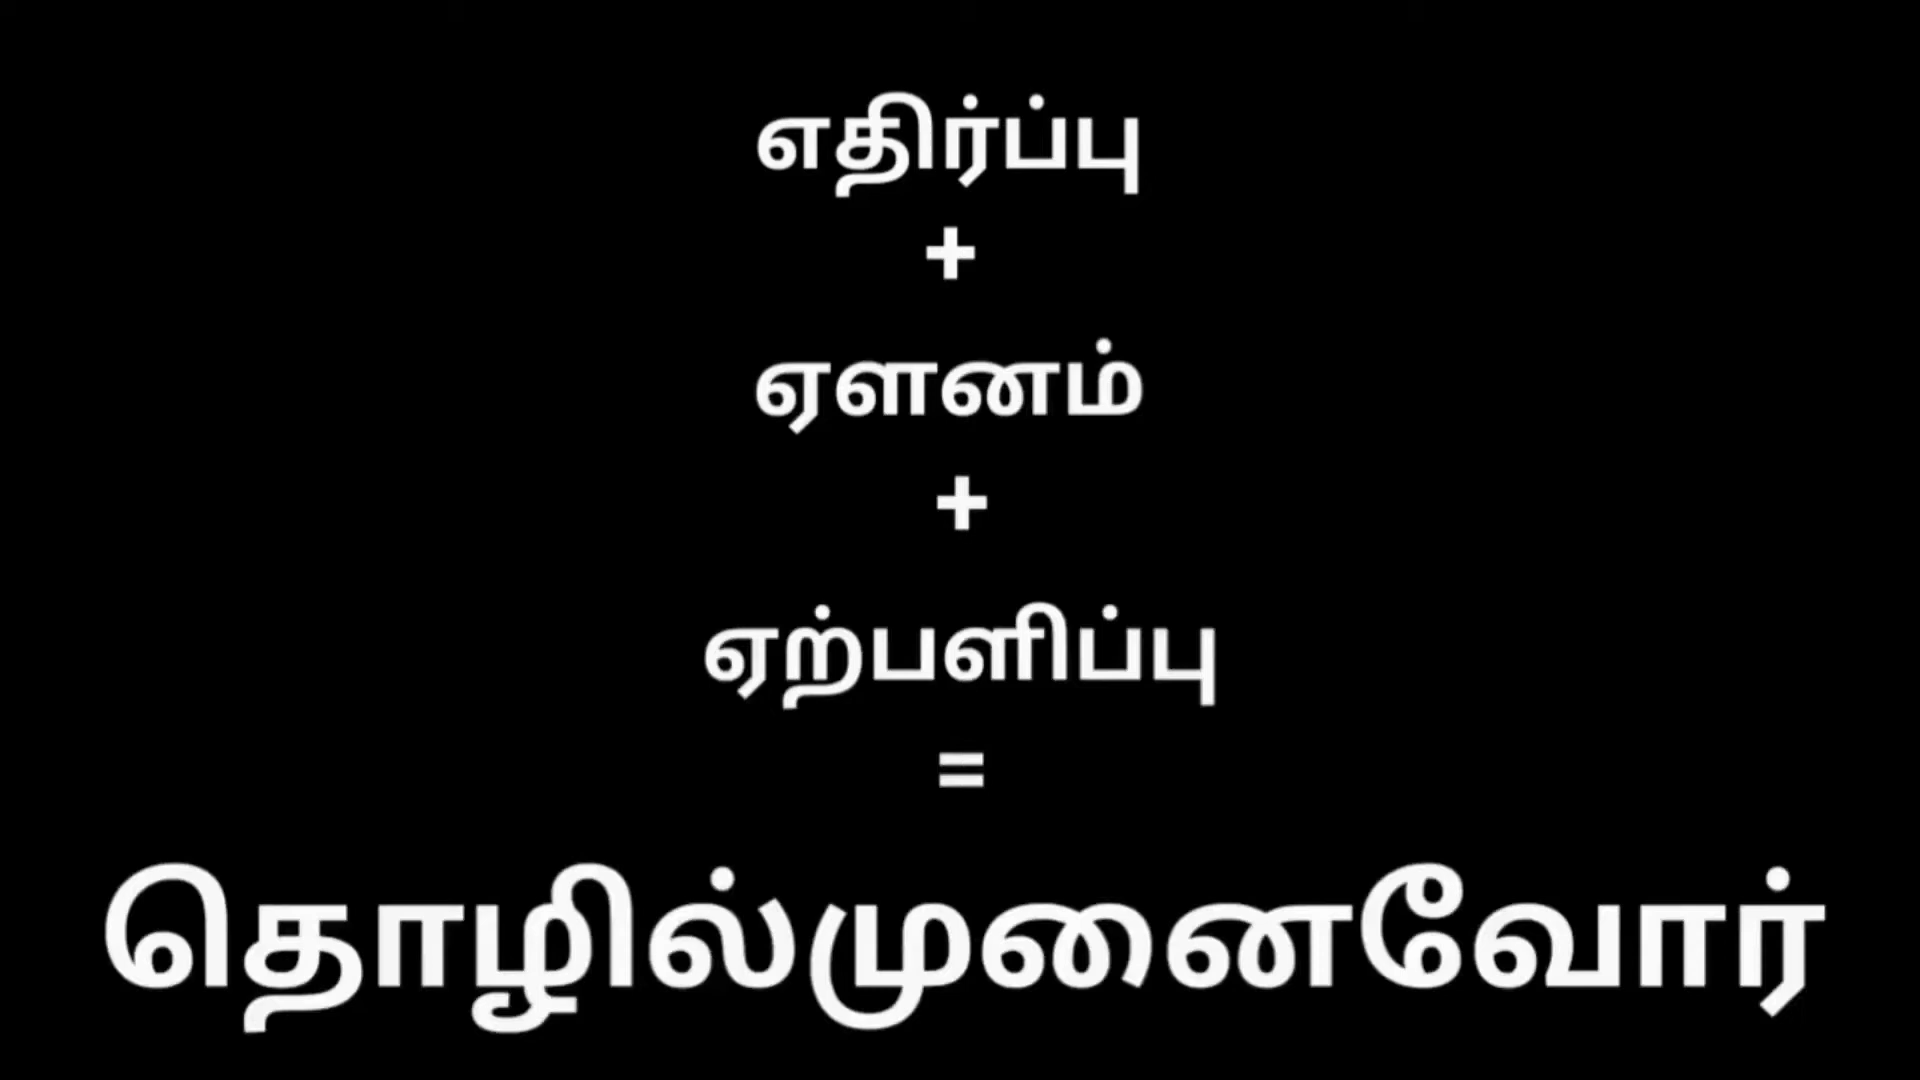 எதிர்ப்பு
+
ஏளனம்
+
ஏற்பளிப்பு
=
தொழில்முனைவோர்